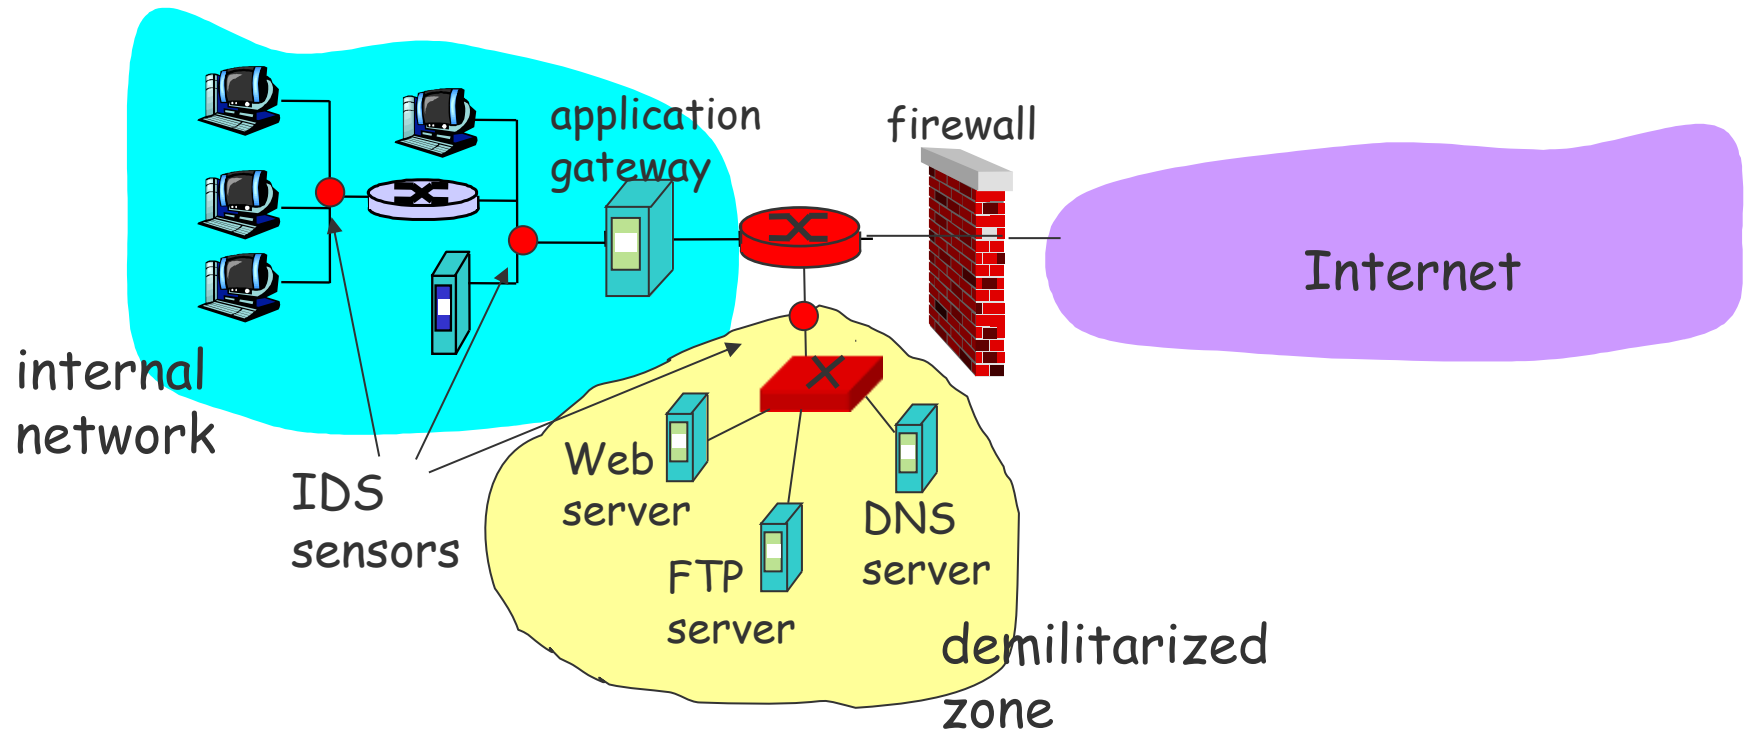 application
gateway
firewall
Internet
internal
network
IDS
sensors
Web
server
FTP
server
DNS
server
demilitarized
zone